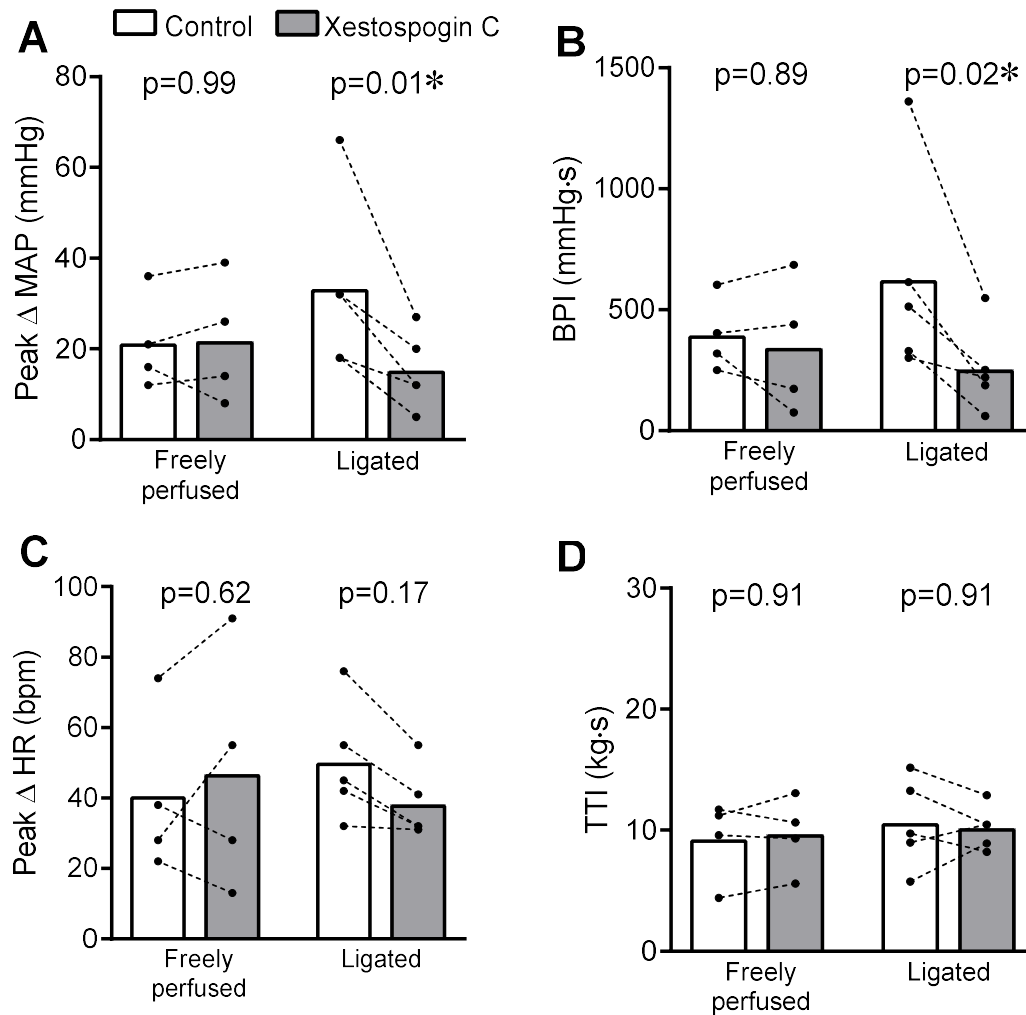 A
Control
Xestospogin C
p=0.99
p=0.01*
80
60
40
20
0
Peak Δ MAP (mmHg)
Freely
perfused
Ligated
B
p=0.89
p=0.02*
1500
1000
500
0
BPI (mmHg·s)
Freely
perfused
Ligated
C
p=0.62
p=0.17
100
80
60
40
20
0
Peak Δ HR (bpm)
Freely
perfused
Ligated
D
p=0.91
p=0.91
30
20
10
0
TTI (kg·s)
Freely
perfused
Ligated